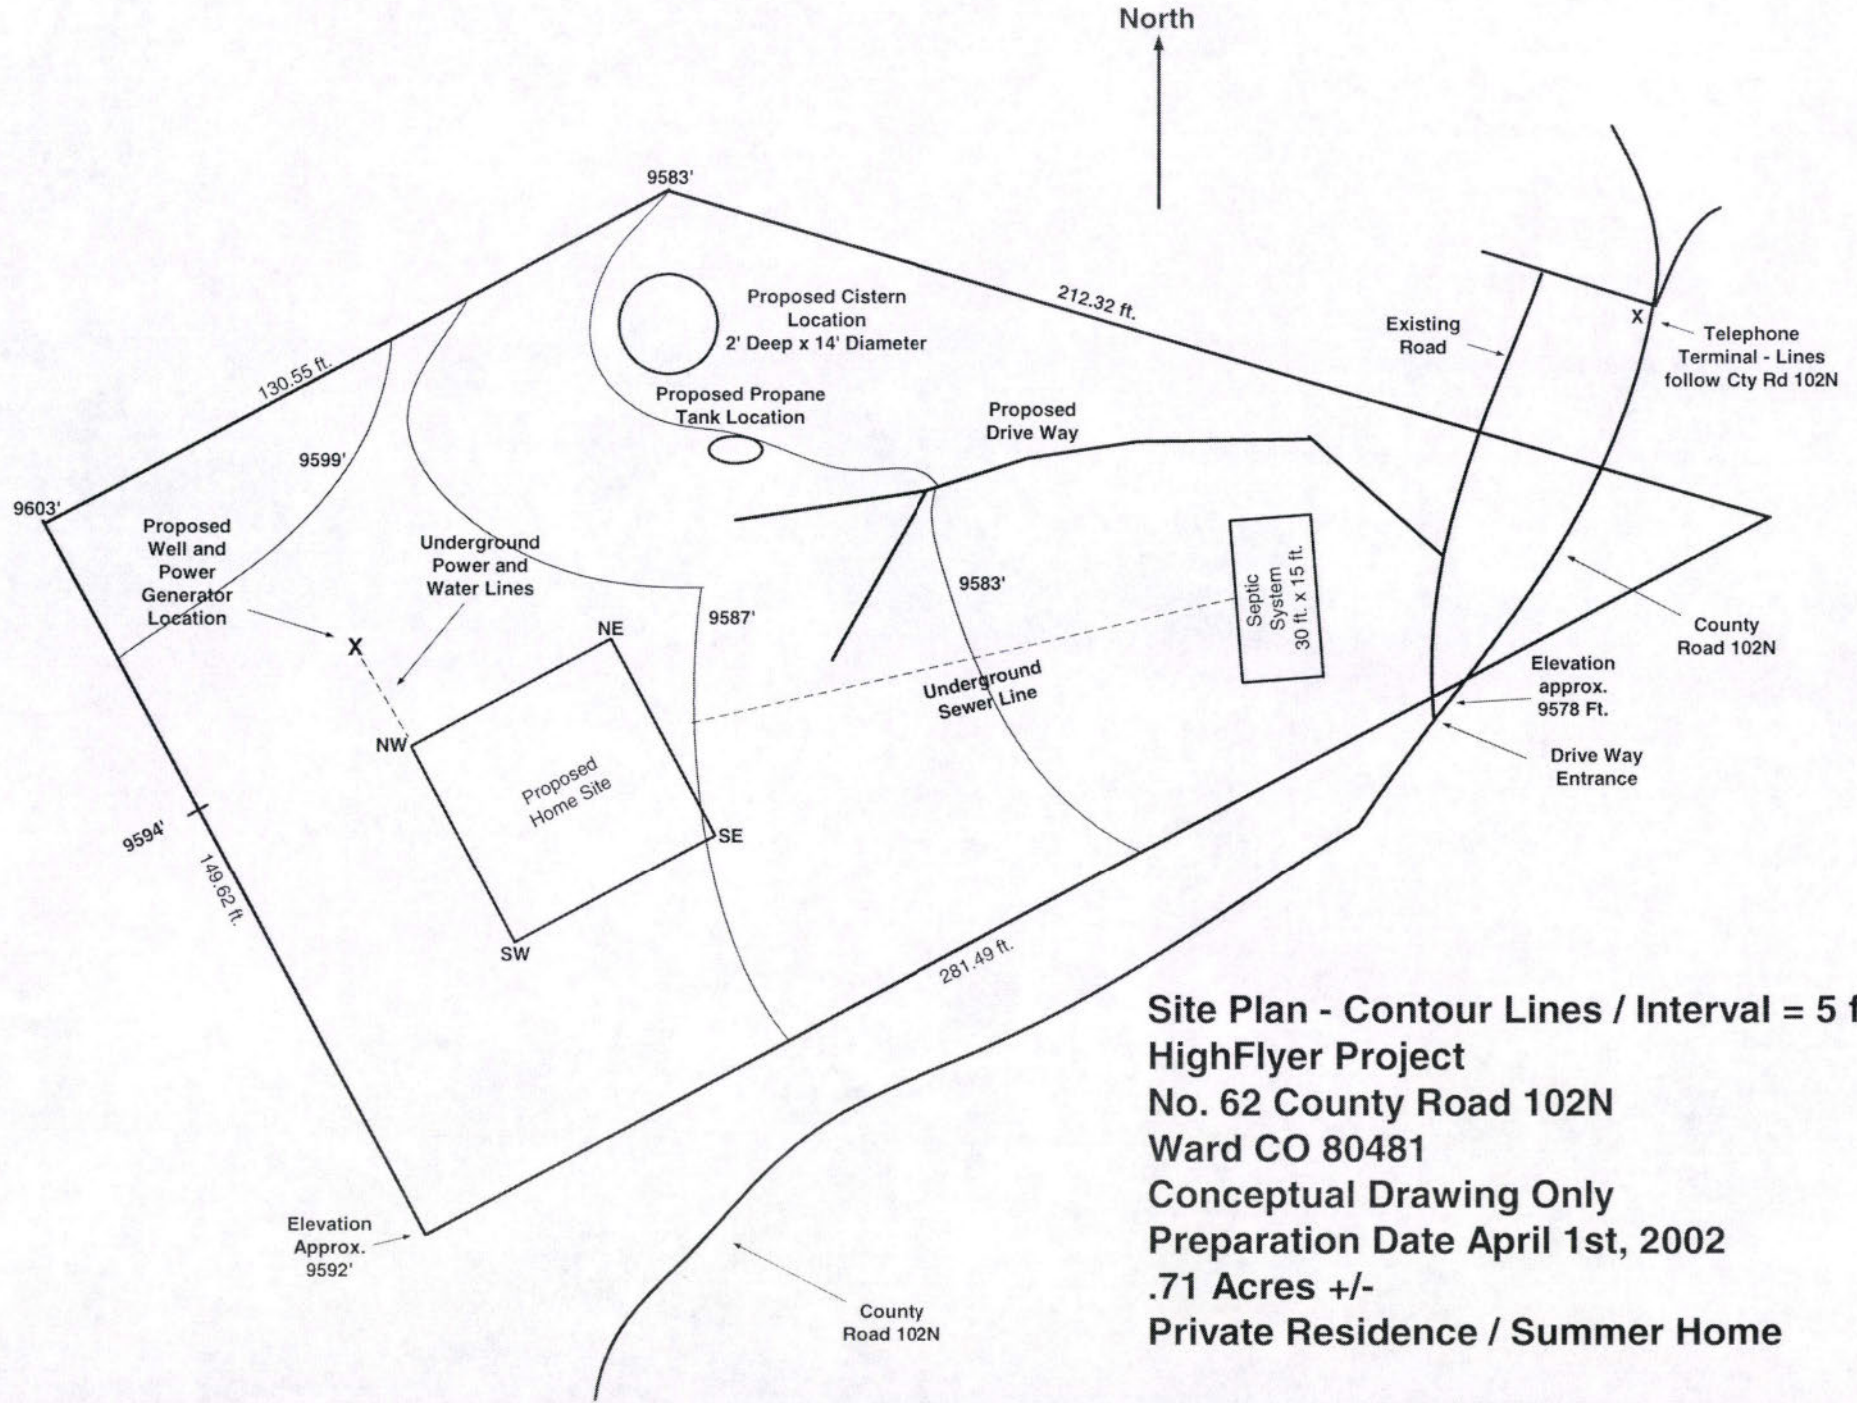 North
9583'
Proposed Cistern
Location
2' Deep x 14' Diameter
212.32 ft.
Existing
Road
X
Telephone
Terminal - Lines
follow Cty Rd 102N
130.55 ft.
Proposed Propane
Tank Location
Proposed
Drive Way
9599'
9603'
Proposed
Well and
Power
Generator
Location
X
Underground
Power and
Water Lines
9587'
9583'
Septic
System
30 ft. x 15 ft.
County
Road 102N
NE
NW
Proposed
Home Site
SE
SW
Underground
Sewer Line
Elevation
approx.
9578 Ft.
Drive Way
Entrance
9594'
149.62 ft.
281.49 ft.
Elevation
Approx.
9592'
County
Road 102N
Site Plan - Contour Lines / Interval = 5 f
HighFlyer Project
No. 62 County Road 102N
Ward CO 80481
Conceptual Drawing Only
Preparation Date April 1st, 2002
.71 Acres +/-
Private Residence / Summer Home